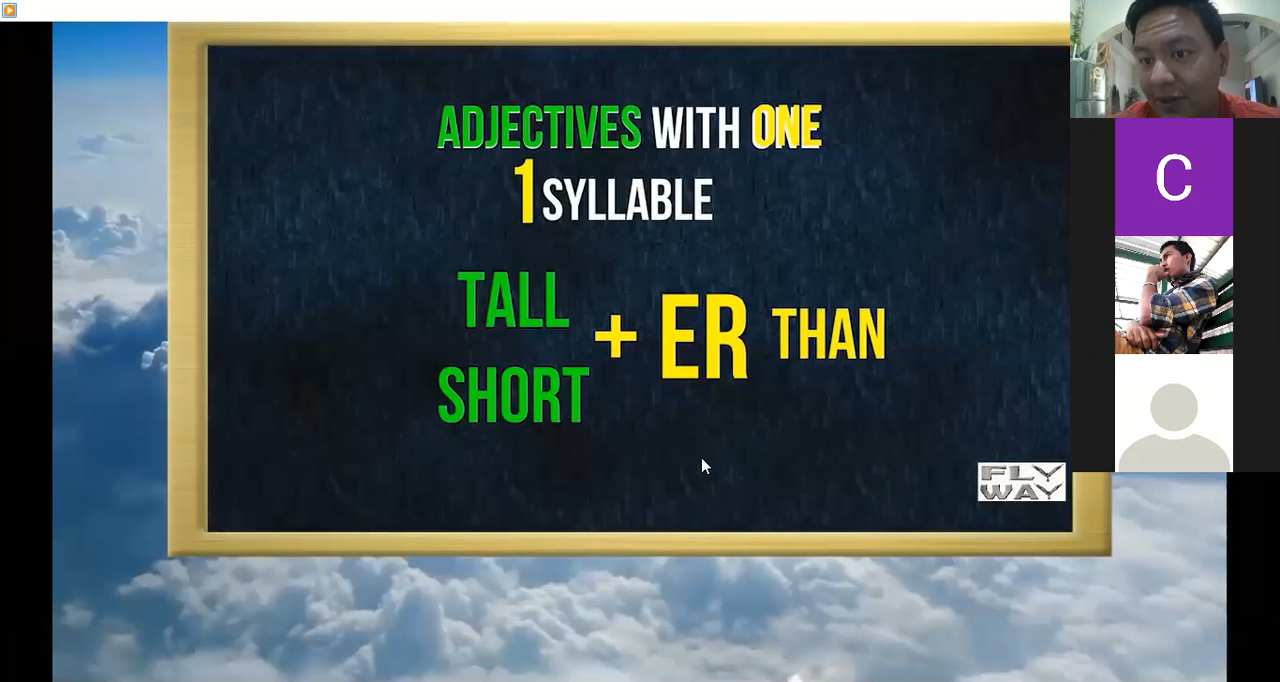 ADJECTIVES WITH ONE
1 SYLLABLE
TALL
SHORT
+ ER THAN
FLY
WAY
C